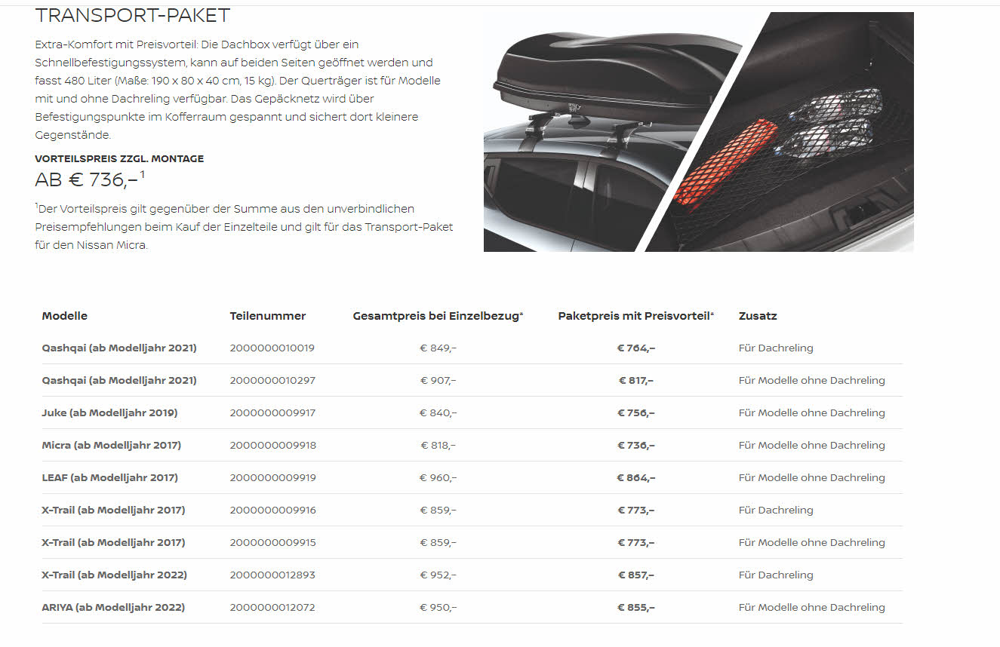 TRANSPORT-PAKET
Extra-Komfort mit Preisvorteil: Die Dachbox verfügt über ein
Schnellbefestigungssystem, kann auf beiden Seiten geöffnet werden und
fasst 480 Liter (Maße: 190 x 80 x 40 cm, 15 kg). Der Querträger ist für Modelle
mit und ohne Dachreling verfügbar. Das Gepäcknetz wird über
Befestigungspunkte im Kofferraum gespannt und sichert dort kleinere
Gegenstände.
VORTEILSPREIS ZZGL. MONTAGE
AB € 736,–¹
¹Der Vorteilspreis gilt gegenüber der Summe aus den unverbindlichen
Preisempfehlungen beim Kauf der Einzelteile und gilt für das Transport-Paket
für den Nissan Micra.
Modelle Teilenummer Gesamtpreis bei Einzelbezug* Paketpreis mit Preisvorteil* Zusatz
Qashqai (ab Modelljahr 2021) 2000000010019 € 849,– € 764,– Für Dachreling
Qashqai (ab Modelljahr 2021) 2000000010297 € 907,– € 817,– Für Modelle ohne Dachreling
Juke (ab Modelljahr 2019) 2000000009917 € 840,– € 756,– Für Modelle ohne Dachreling
Micra (ab Modelljahr 2017) 2000000009918 € 818,– € 736,– Für Modelle ohne Dachreling
LEAF (ab Modelljahr 2017) 2000000009919 € 960,– € 864,– Für Modelle ohne Dachreling
X-Trail (ab Modelljahr 2017) 2000000009916 € 859,– € 773,– Für Dachreling
X-Trail (ab Modelljahr 2017) 2000000009915 € 859,– € 773,– Für Modelle ohne Dachreling
X-Trail (ab Modelljahr 2022) 2000000012893 € 952,– € 857,– Für Dachreling
ARIYA (ab Modelljahr 2022) 2000000012072 € 950,– € 855,– Für Modelle ohne Dachreling